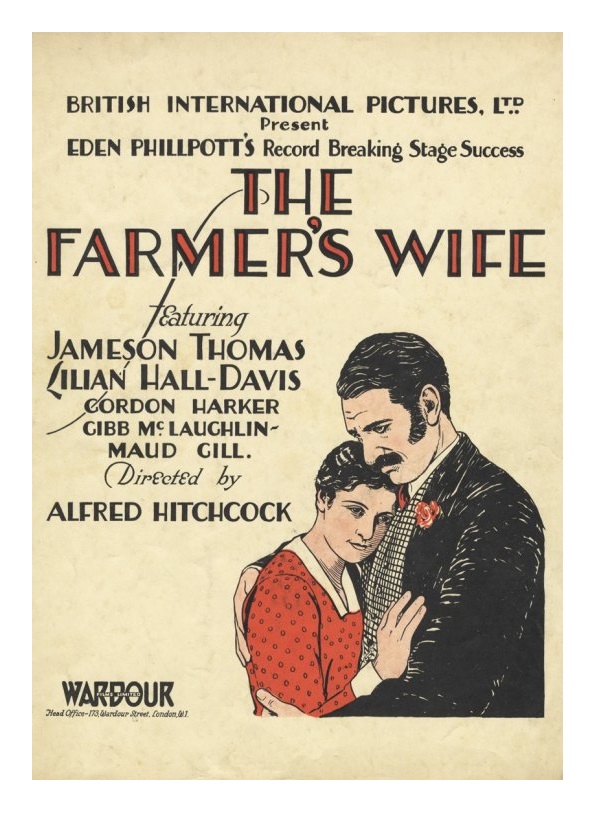 BRITISH INTERNATIONAL PICTURES, LTD
Present
EDEN PHILLPOTT'S Record Breaking Stage Success
THE
FARMER'S WIFE
featuring
JAMESON THOMAS
LILIAN HALL-DAVIS
GORDON HARKER
GIBB MCLAUGHLIN-
MAUD GILL.
Directed by
ALFRED HITCHCOCK
WARDOUR
FILMS LIMITED
Head Office-173, Wardour Street, London, W.1.